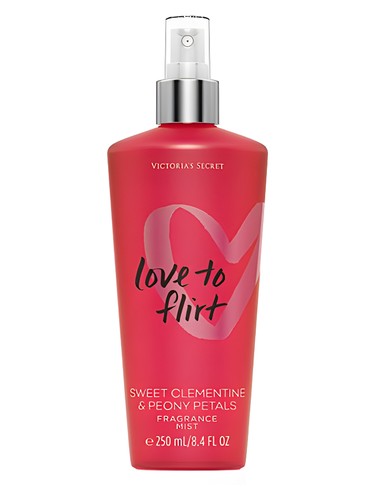 VICTORIA'S SECRET
love to
flirt
SWEET CLEMENTINE
& PEONY PETALS
FRAGRANCE
MIST
e 250 mL/8.4 FL OZ